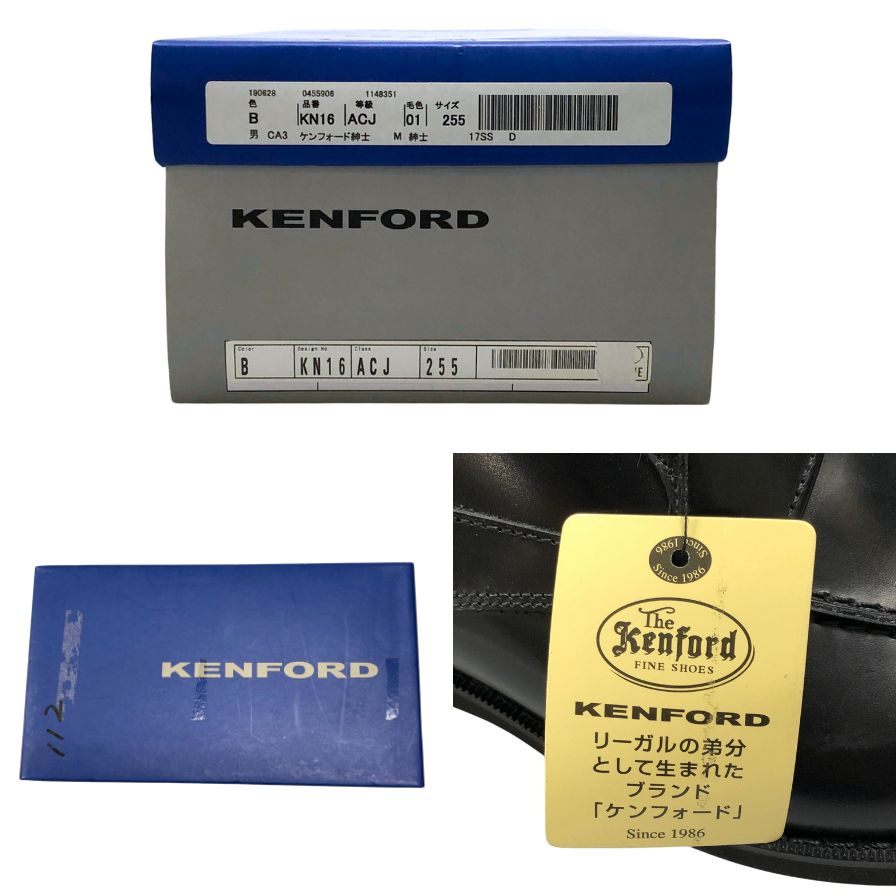 190628 0455906 1148351
色 品番 等級 毛色 サイズ
B KN16 ACJ 01 255
男 CA3 ケンフォード紳士 M 紳士 17SS D
KENFORD
Color Design No. Class Size
B KN16 ACJ 255
KENFORD
112
Since 1986
Since 1986
The
Kenford
FINE SHOES
KENFORD
リーガルの弟分
として生まれた
ブランド
「ケンフォード」
Since 1986